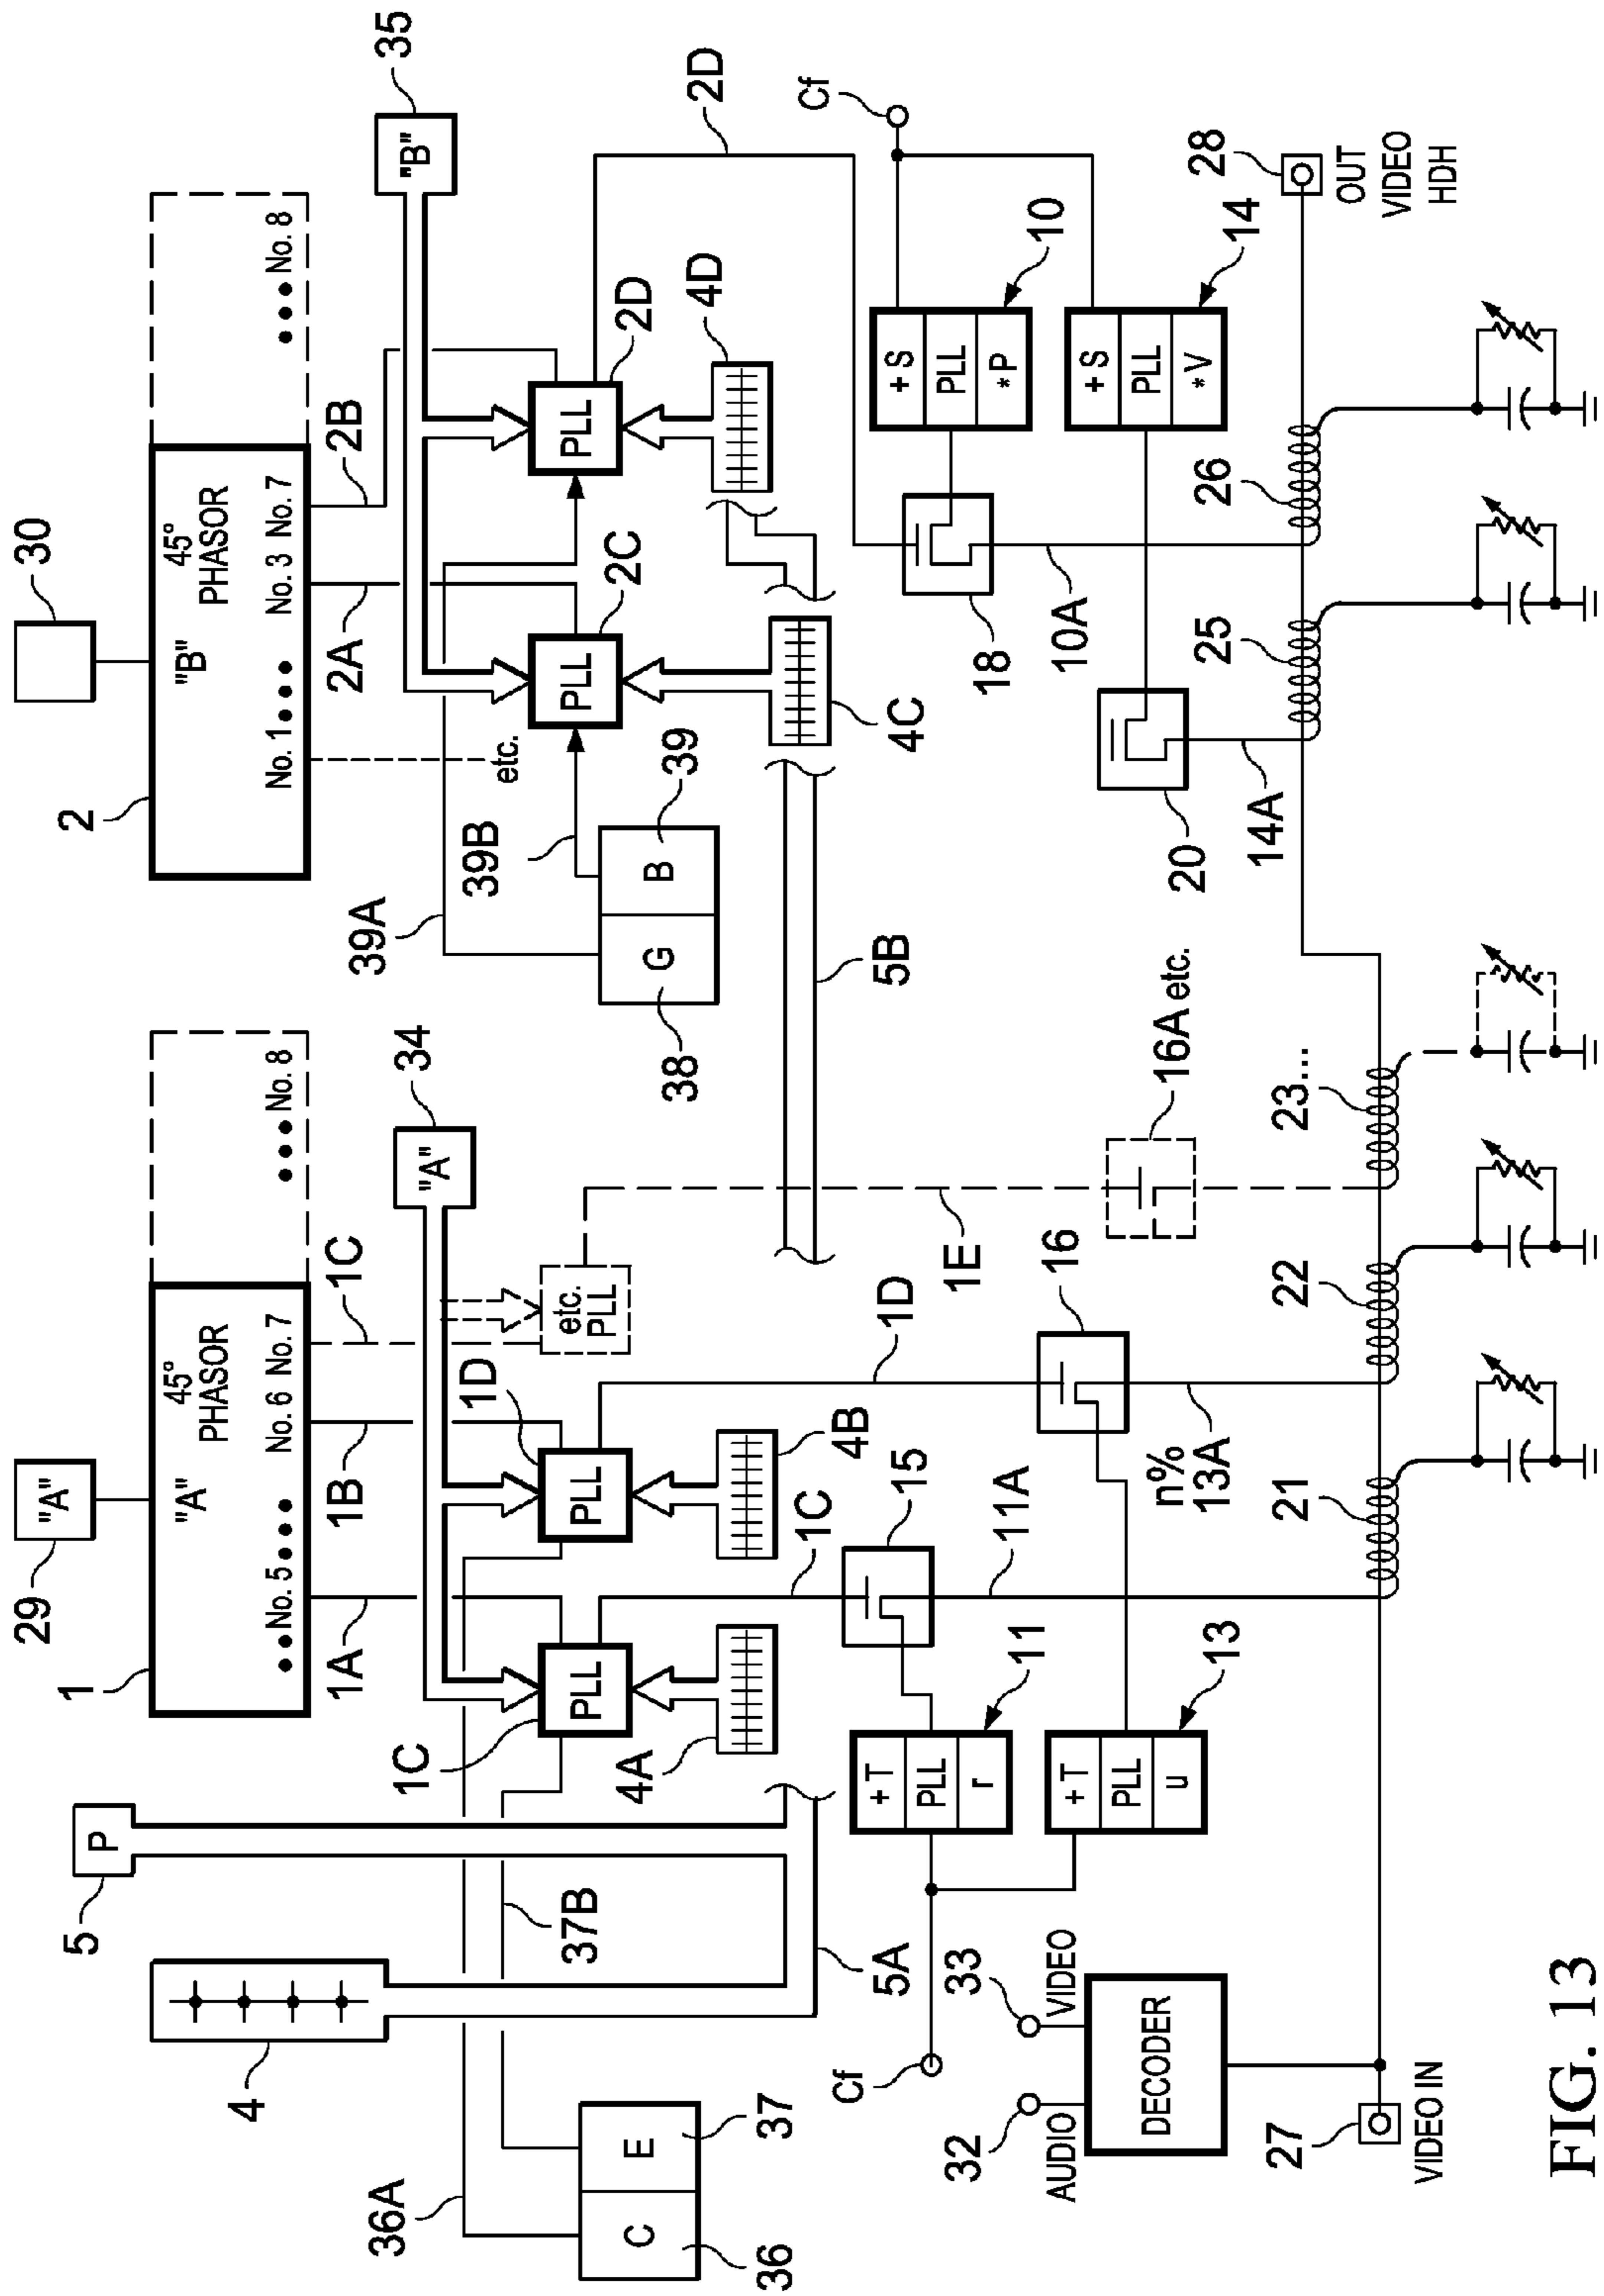 29
"A"
1
"A"
45°
PHASOR
No. 5
No. 6
No. 7
No. 8
30
2
"B"
45°
PHASOR
No. 1
No. 3
No. 7
No. 8
5
P
4
1A
1B
1C
34
"A"
2A
2B
35
"B"
etc.
36A
37B
1C
PLL
1D
PLL
etc.
PLL
39A
39B
2C
PLL
2D
PLL
2D
36
C
E
37
4A
4B
38
G
B
39
4C
4D
5A
5B
1C
1D
1E
Cf
+T
PLL
r
11
15
16
16A etc.
18
+S
PLL
*P
10
Cf
32
AUDIO
33
VIDEO
DECODER
+T
PLL
u
13
11A
n%
13A
20
14A
10A
+S
PLL
*V
14
27
VIDEO IN
21
22
23...
25
26
28
OUT
VIDEO
HDH
FIG. 13